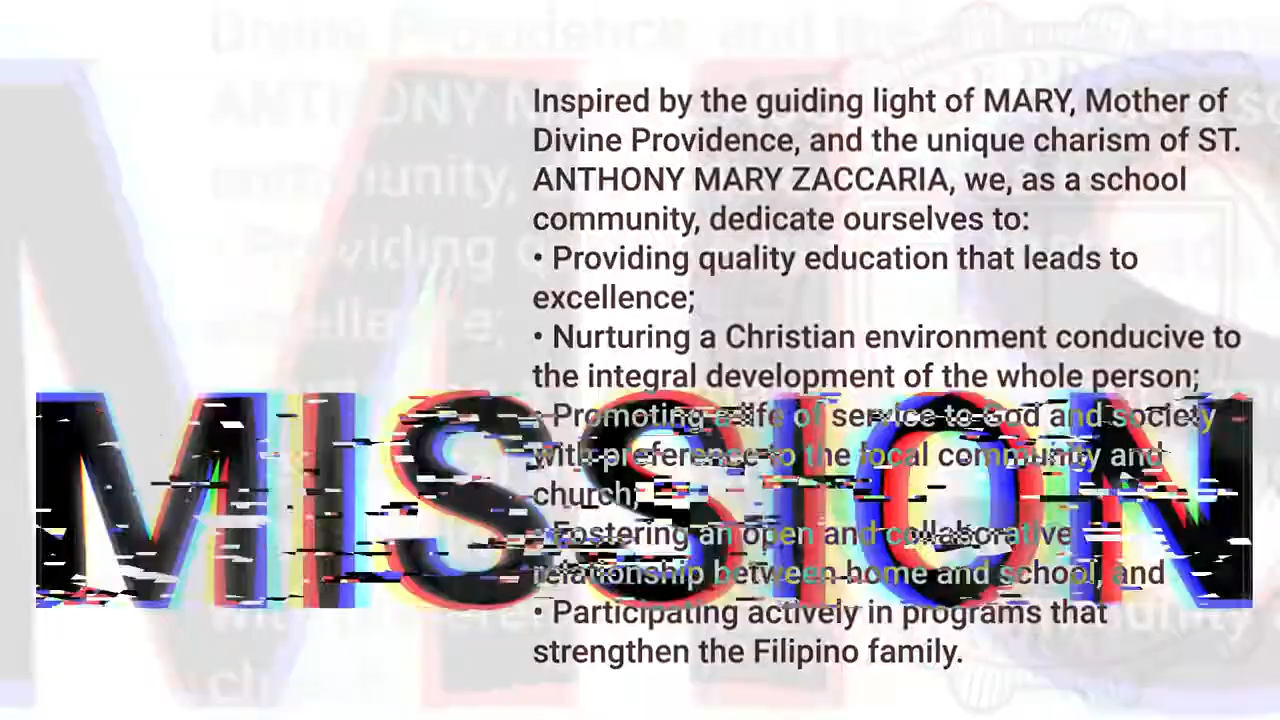 Inspired by the guiding light of MARY, Mother of
Divine Providence, and the unique charism of ST.
ANTHONY MARY ZACCARIA, we, as a school
community, dedicate ourselves to:
• Providing quality education that leads to
excellence;
• Nurturing a Christian environment conducive to
the integral development of the whole person;
• Promoting a life of service to God and society
with preference to the local community and
church;
• Fostering an open and collaborative
relationship between home and school, and
• Participating actively in programs that
strengthen the Filipino family.
MISSION